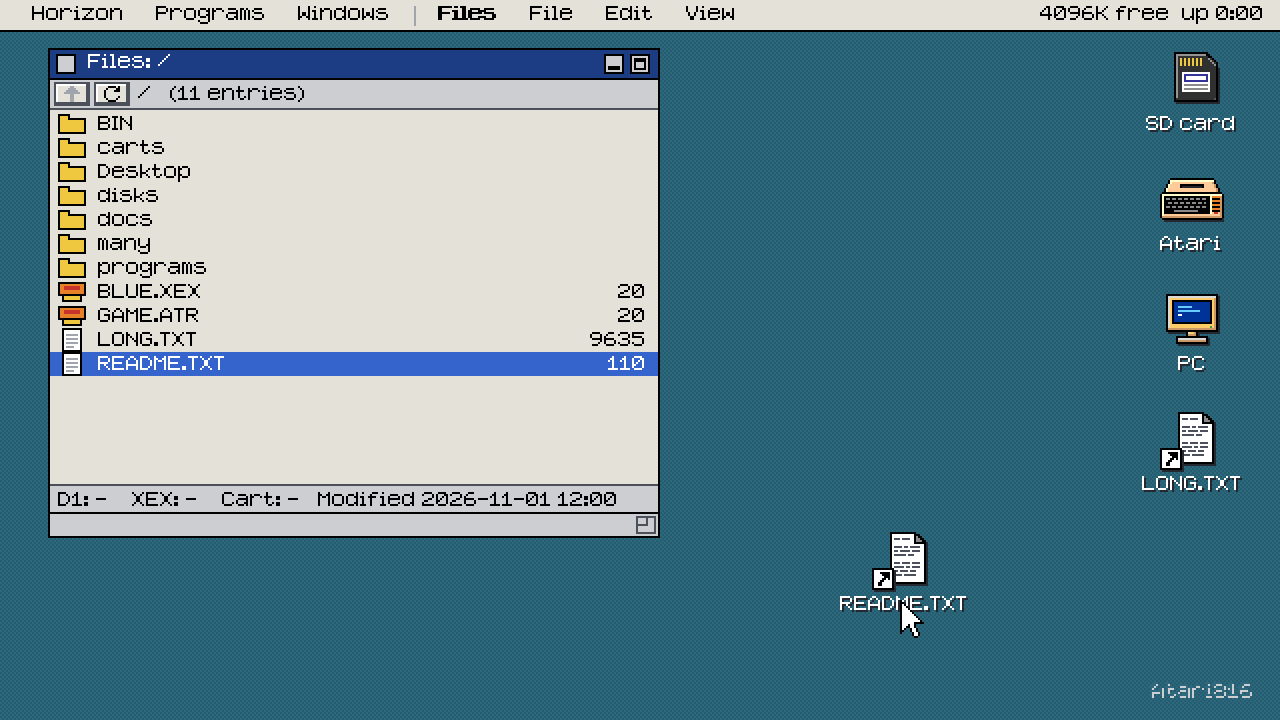 Horizon Programs Windows | Files File Edit View 4096K free up 0:00
Files: /
/ (11 entries)
BIN
carts
Desktop
disks
docs
many
programs
BLUE.XEX 20
GAME.ATR 20
LONG.TXT 9635
README.TXT 110
D1: - XEX: - Cart: - Modified 2026-11-01 12:00
SD card
Atari
PC
LONG.TXT
README.TXT
Atari816